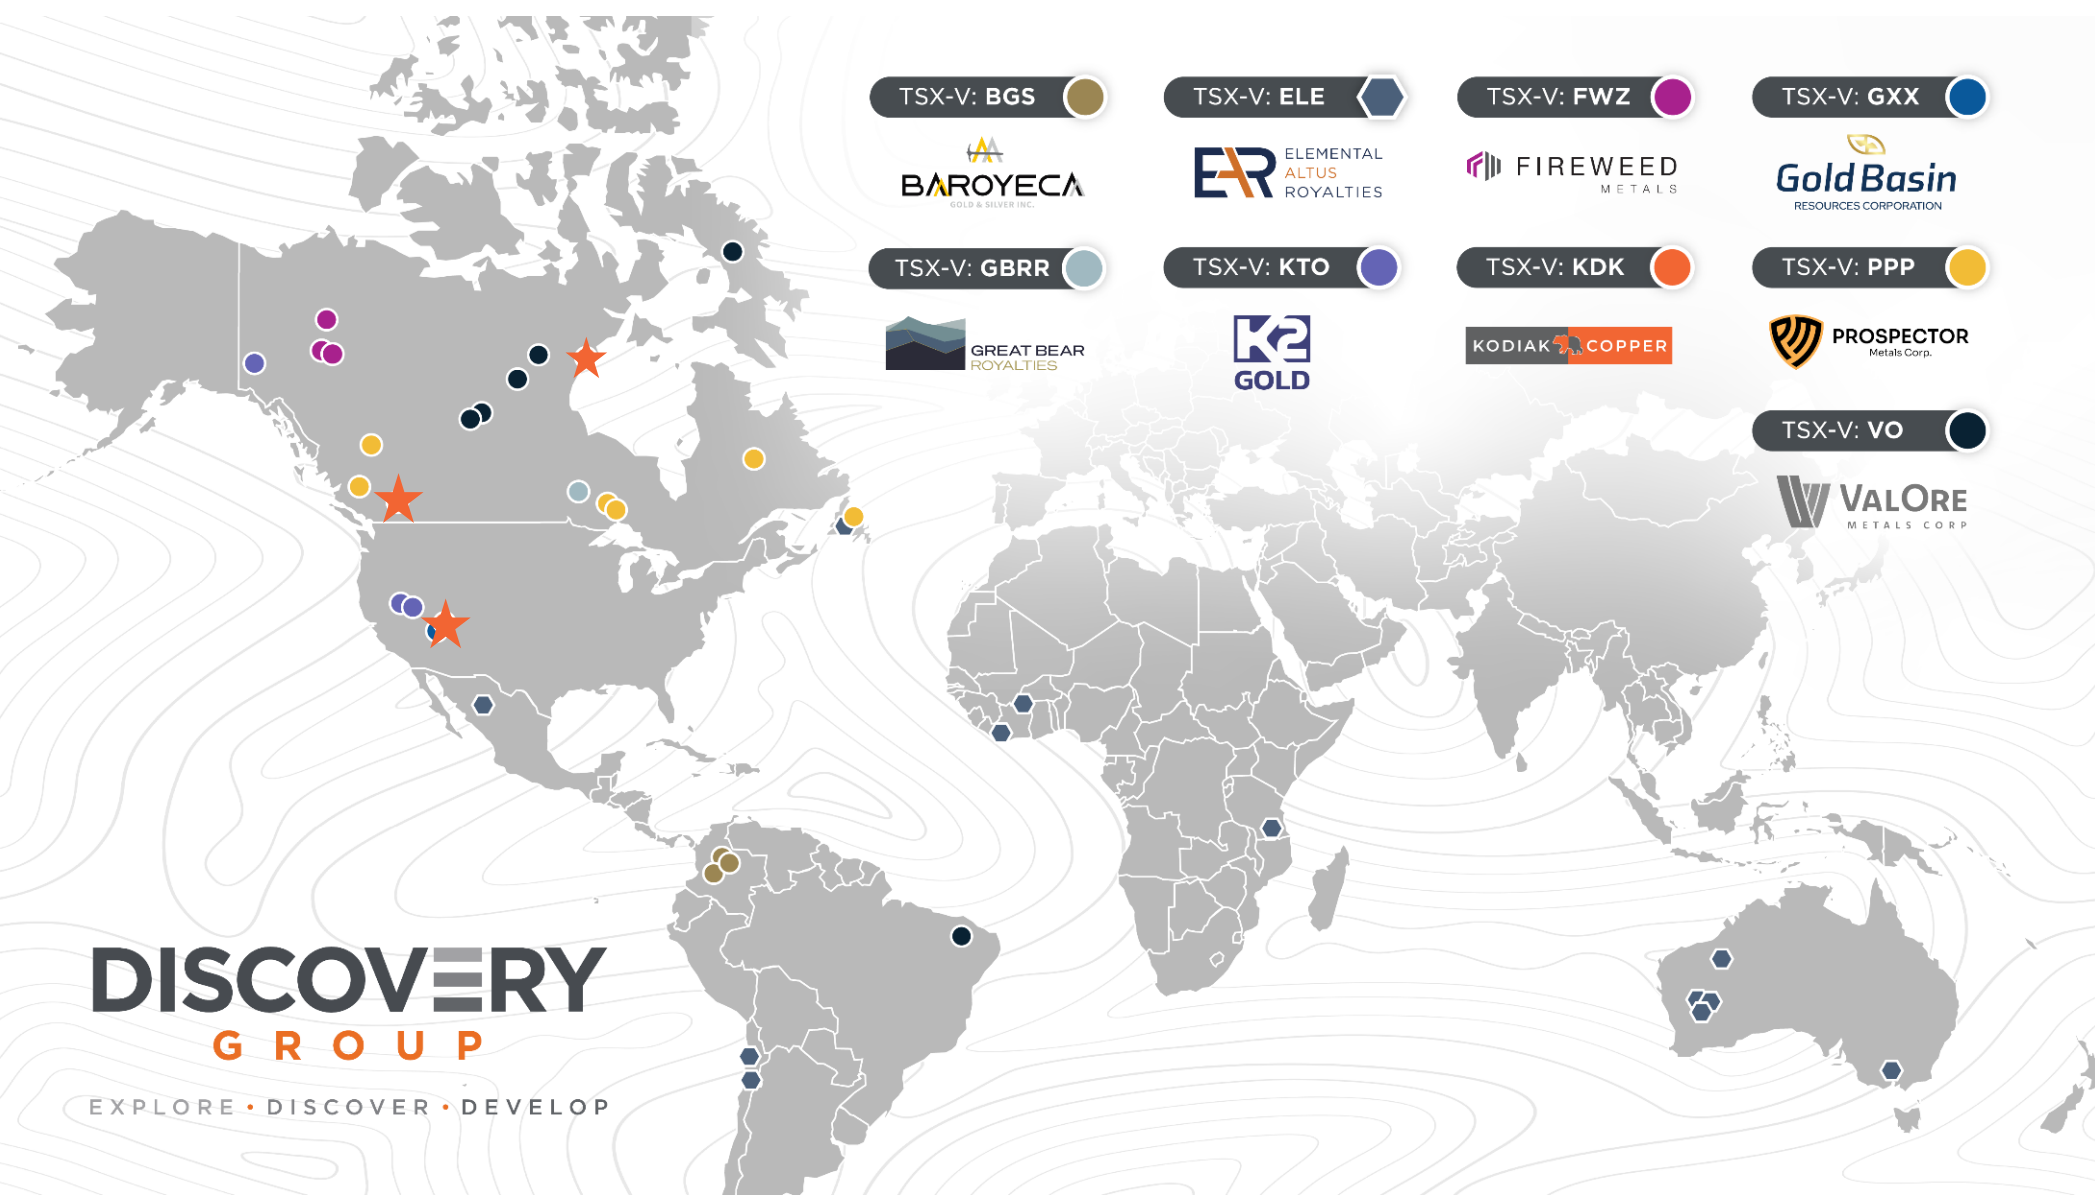 TSX-V: BGS
BAROYECA
GOLD & SILVER INC.
TSX-V: ELE
EAR
ELEMENTAL
ALTUS
ROYALTIES
TSX-V: FWZ
FIREWEED
METALS
TSX-V: GXX
Gold Basin
RESOURCES CORPORATION
TSX-V: GBRR
GREAT BEAR
ROYALTIES
TSX-V: KTO
K2
GOLD
TSX-V: KDK
KODIAK COPPER
TSX-V: PPP
PROSPECTOR
Metals Corp.
TSX-V: VO
VALORE
METALS CORP
DISCOVERY
GROUP
EXPLORE • DISCOVER • DEVELOP